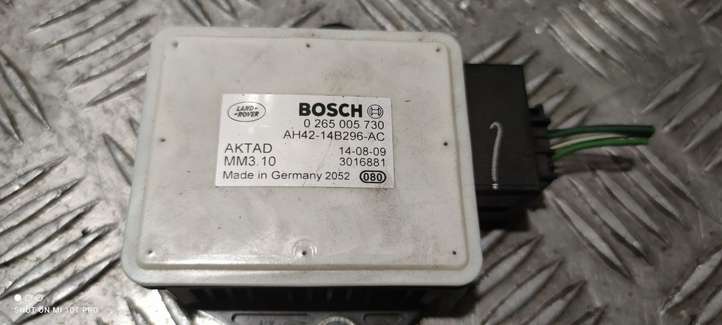 LAND-
ROVER
BOSCH
0 265 005 730
AH42-14B296-AC
AKTAD 14-08-09
MM3.10 3016881
Made in Germany 2052 080
SHOT ON MI 10T PRO